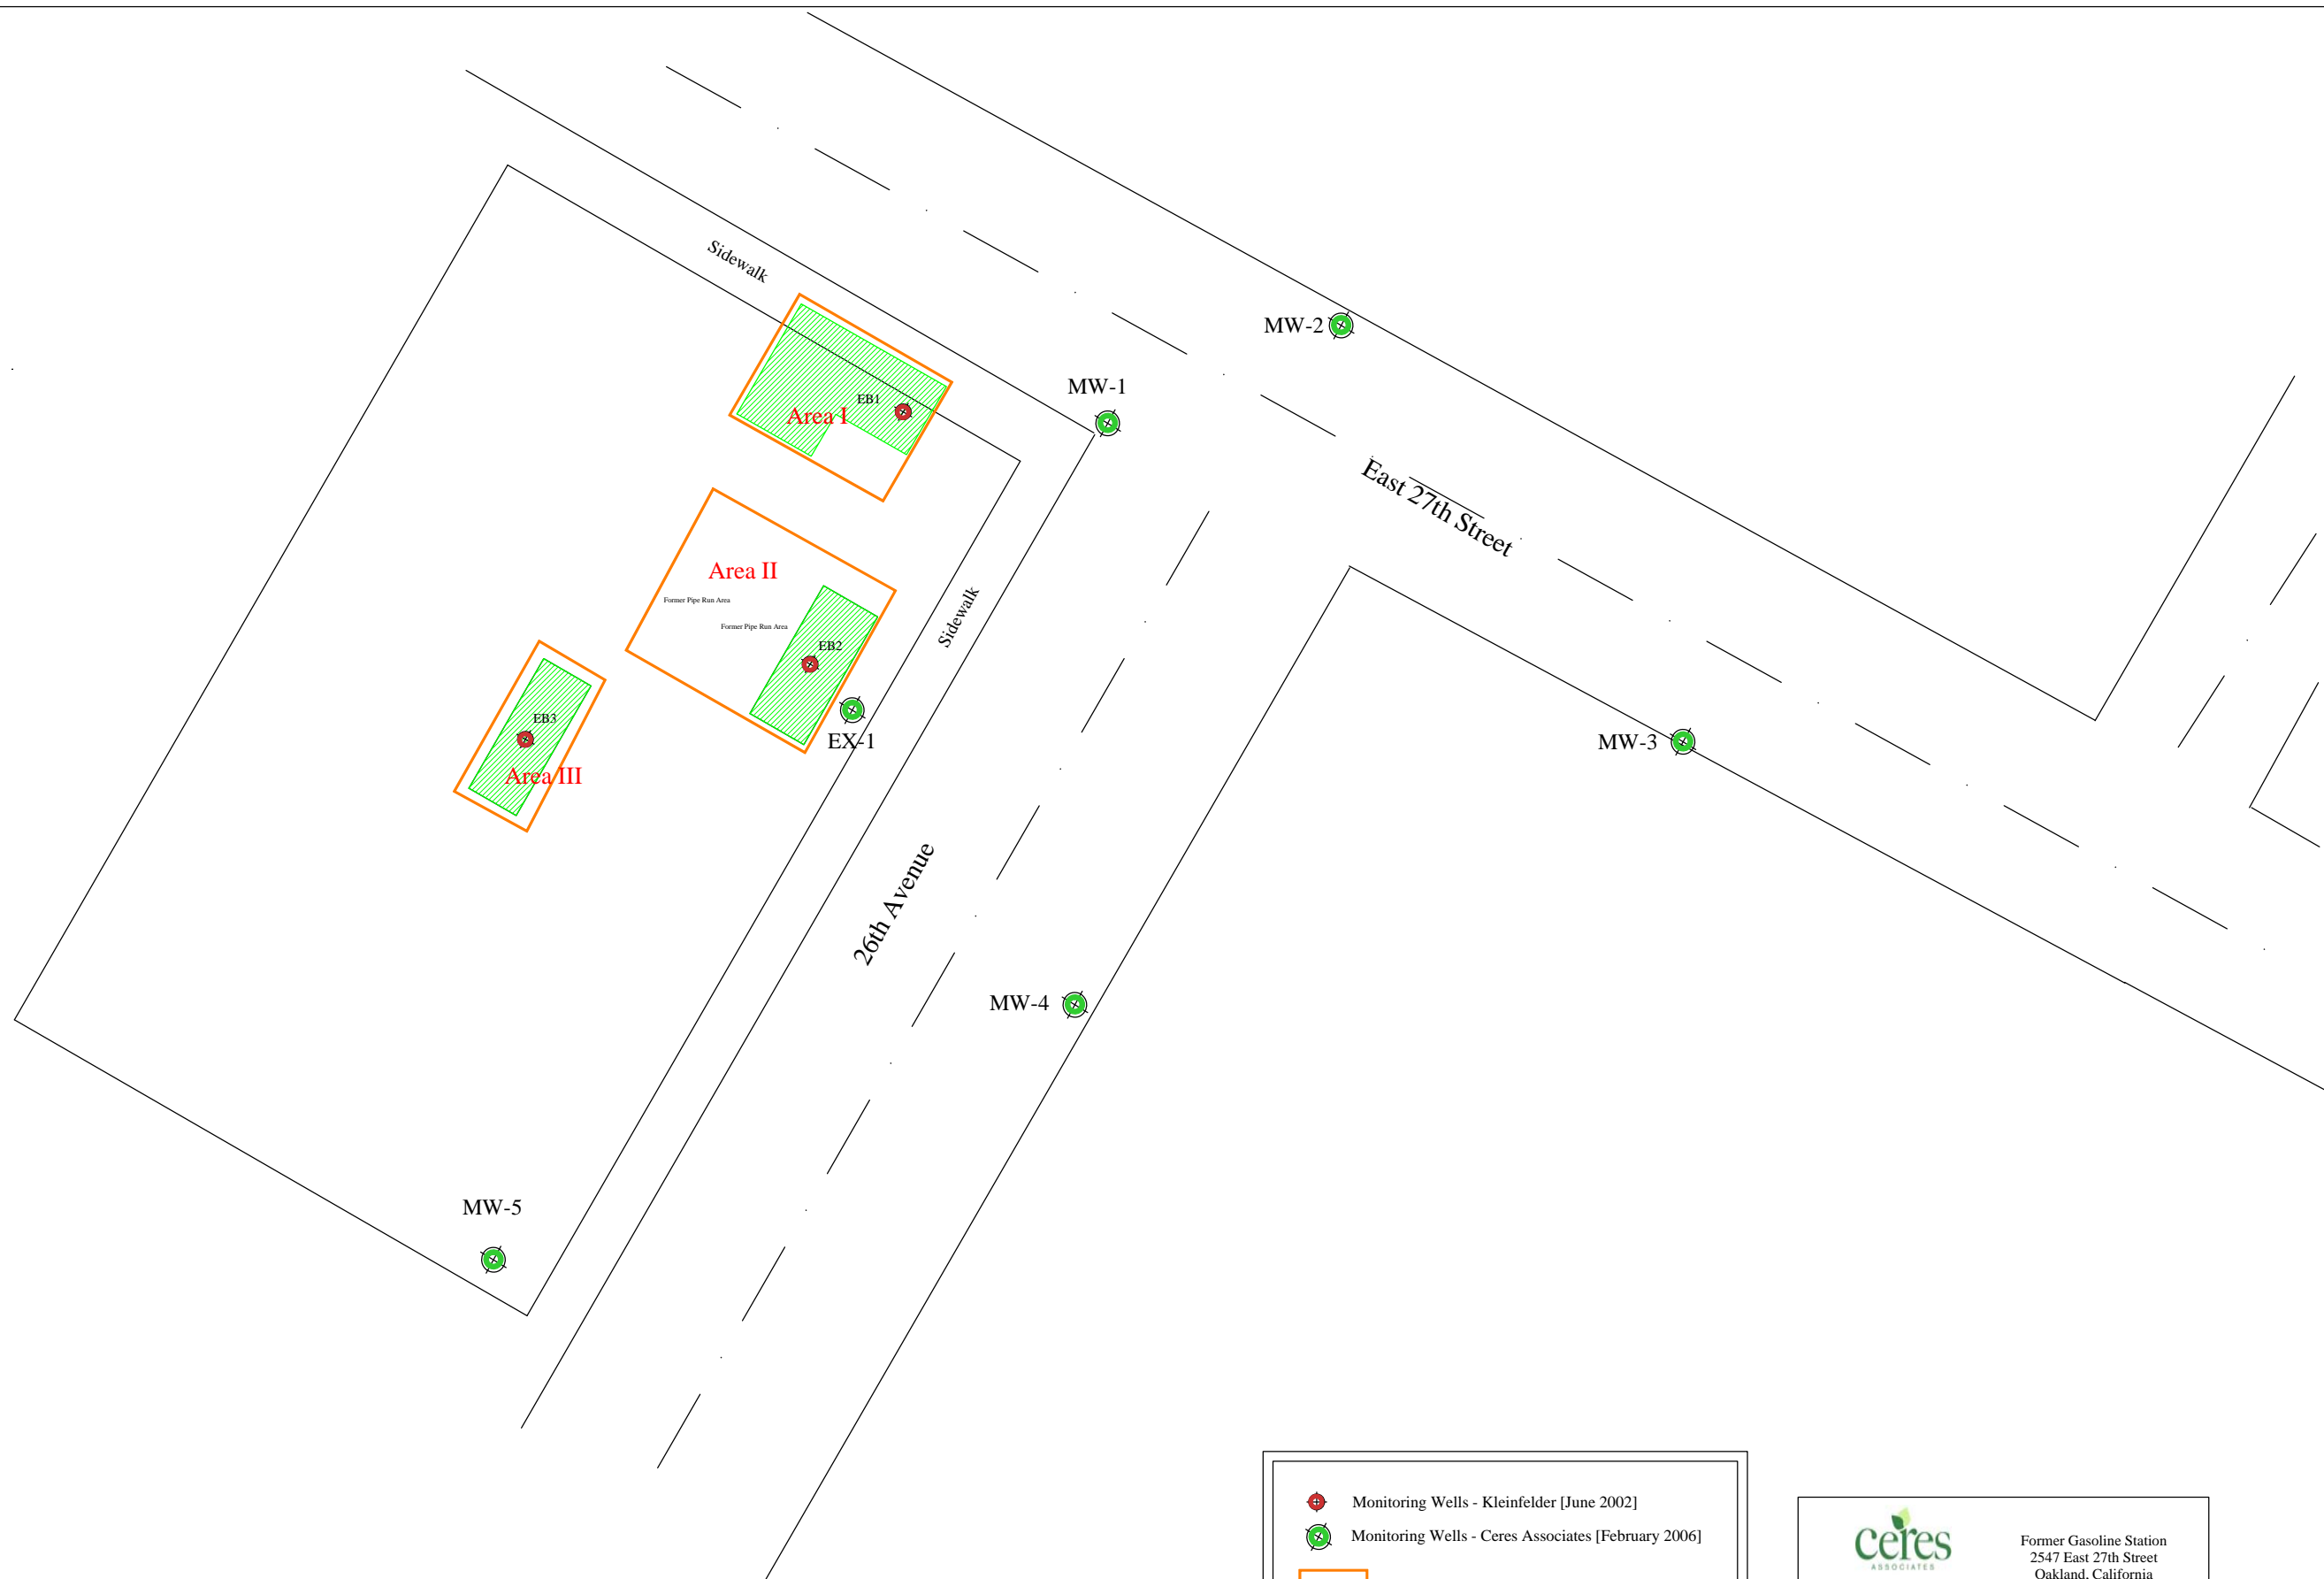 Sidewalk
MW-2
MW-1
EB1
Area I
East 27th Street
Area II
Former Pipe Run Area
Former Pipe Run Area
Sidewalk
EB2
EB3
EX-1
MW-3
Area III
26th Avenue
MW-4
MW-5
Monitoring Wells - Kleinfelder [June 2002]
Monitoring Wells - Ceres Associates [February 2006]
ceres
ASSOCIATES
Former Gasoline Station
2547 East 27th Street
Oakland, California